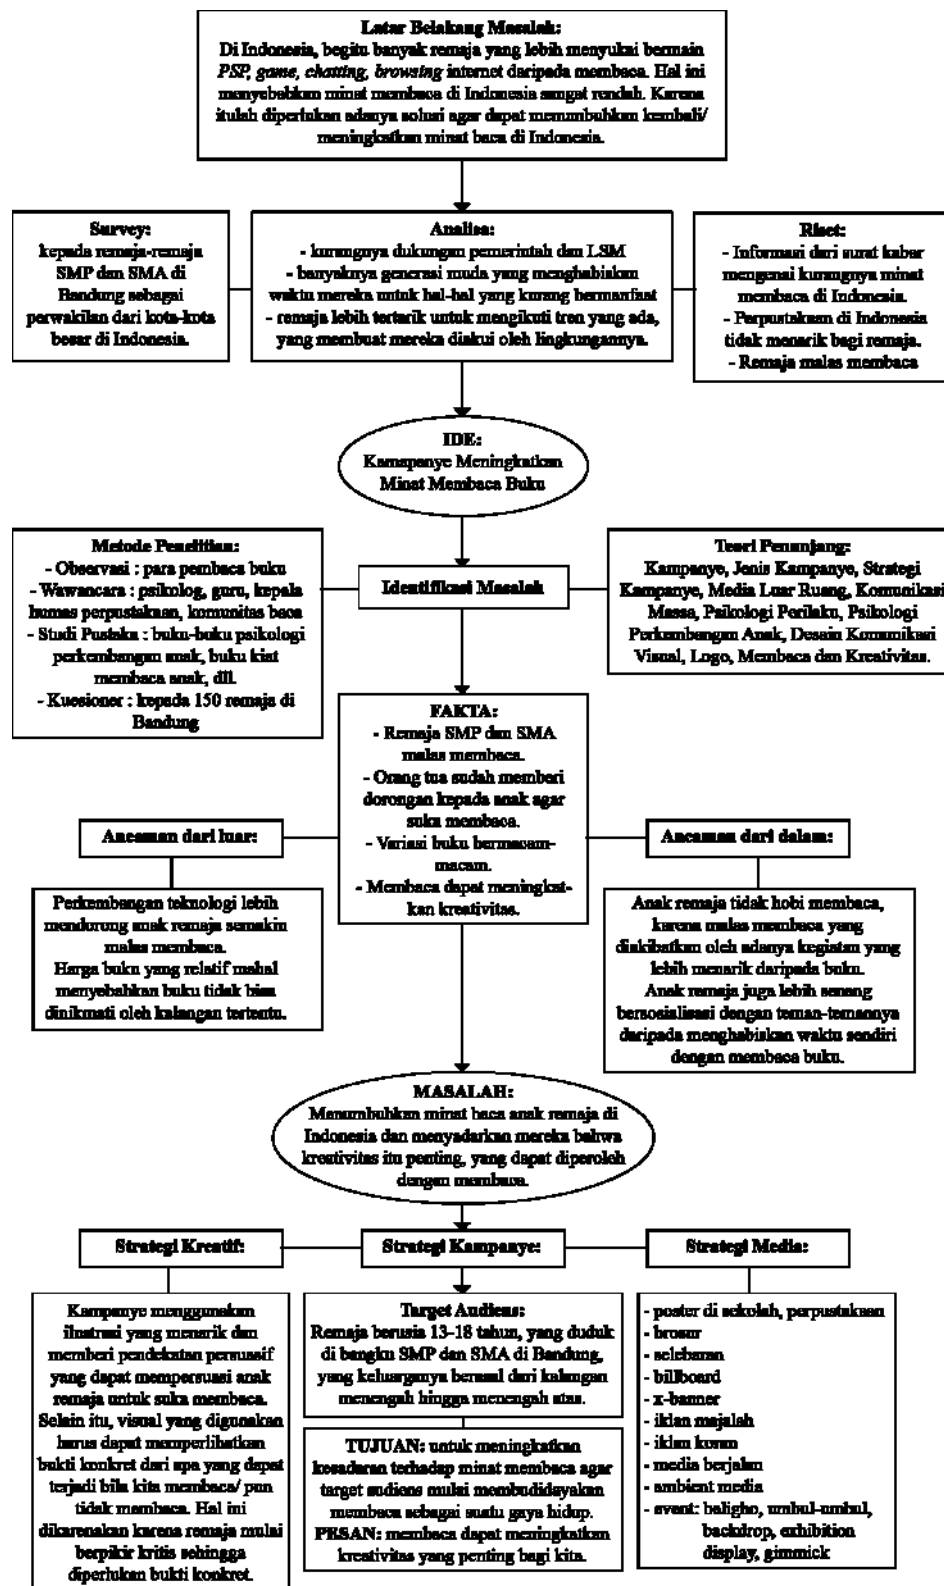 Latar Belakang Masalah:
Di Indonesia, begitu banyak remaja yang lebih menyukai bermain
PSP, game, chatting, browsing internet daripada membaca. Hal ini
menyebabkan minat membaca di Indonesia sangat rendah. Karena
itulah diperlukan adanya solusi agar dapat menumbuhkan kembali/
meningkatkan minat baca di Indonesia.
Survey:
kepada remaja-remaja
SMP dan SMA di
Bandung sebagai
perwakilan dari kota-kota
besar di Indonesia.
Analisa:
- kurangnya dukungan pemerintah dan LSM
- banyaknya generasi muda yang menghabiskan
waktu mereka untuk hal-hal yang kurang bermanfaat
- remaja lebih tertarik untuk mengikuti tren yang ada,
yang membuat mereka diakui oleh lingkungannya.
Riset:
- Informasi dari surat kabar
mengenai kurangnya minat
membaca di Indonesia.
- Perpustakaan di Indonesia
tidak menarik bagi remaja.
- Remaja malas membaca
IDE:
Kamapanye Meningkatkan
Minat Membaca Buku
Metode Penelitian:
- Observasi : para pembaca buku
- Wawancara : psikolog, guru, kepala
humas perpustakaan, komunitas baca
- Studi Pustaka : buku-buku psikologi
perkembangan anak, buku kiat
membaca anak, dll.
- Kuesioner : kepada 150 remaja di
Bandung
Identifikasi Masalah
Teori Penunjang:
Kampanye, Jenis Kampanye, Strategi
Kampanye, Media Luar Ruang, Komunikasi
Massa, Psikologi Perilaku, Psikologi
Perkembangan Anak, Desain Komunikasi
Visual, Logo, Membaca dan Kreativitas.
FAKTA:
- Remaja SMP dan SMA
malas membaca.
- Orang tua sudah memberi
dorongan kepada anak agar
suka membaca.
- Variasi buku bermacam-
macam.
- Membaca dapat meningkat-
kan kreativitas.
Ancaman dari luar:
Perkembangan teknologi lebih
mendorong anak remaja semakin
malas membaca.
Harga buku yang relatif mahal
menyebabkan buku tidak bisa
dinikmati oleh kalangan tertentu.
Ancaman dari dalam:
Anak remaja tidak hobi membaca,
karena malas membaca yang
diakibatkan oleh adanya kegiatan yang
lebih menarik daripada buku.
Anak remaja juga lebih senang
bersosialisasi dengan teman-temannya
daripada menghabiskan waktu sendiri
dengan membaca buku.
MASALAH:
Menumbuhkan minat baca anak remaja di
Indonesia dan menyadarkan mereka bahwa
kreativitas itu penting, yang dapat diperoleh
dengan membaca.
Strategi Kreatif:
Strategi Kampanye:
Strategi Media:
Kampanye menggunakan
ilustrasi yang menarik dan
memberi pendekatan persuasif
yang dapat mempersuasi anak
remaja untuk suka membaca.
Selain itu, visual yang digunakan
harus dapat memperlihatkan
bukti konkret dari apa yang dapat
terjadi bila kita membaca/ pun
tidak membaca. Hal ini
dikarenakan karena remaja mulai
berpikir kritis sehingga
diperlukan bukti konkret.
Target Audiens:
Remaja berusia 13-18 tahun, yang duduk
di bangku SMP dan SMA di Bandung,
yang keluarganya berasal dari kalangan
menengah hingga menengah atas.
TUJUAN: untuk meningkatkan
kesadaran terhadap minat membaca agar
target audiens mulai membudidayakan
membaca sebagai suatu gaya hidup.
PESAN: membaca dapat meningkatkan
kreativitas yang penting bagi kita.
- poster di sekolah, perpustakaan
- brosur
- selebaran
- billboard
- x-banner
- iklan majalah
- iklan koran
- media berjalan
- ambient media
- event: baligho, umbul-umbul,
backdrop, exhibition
display, gimmick